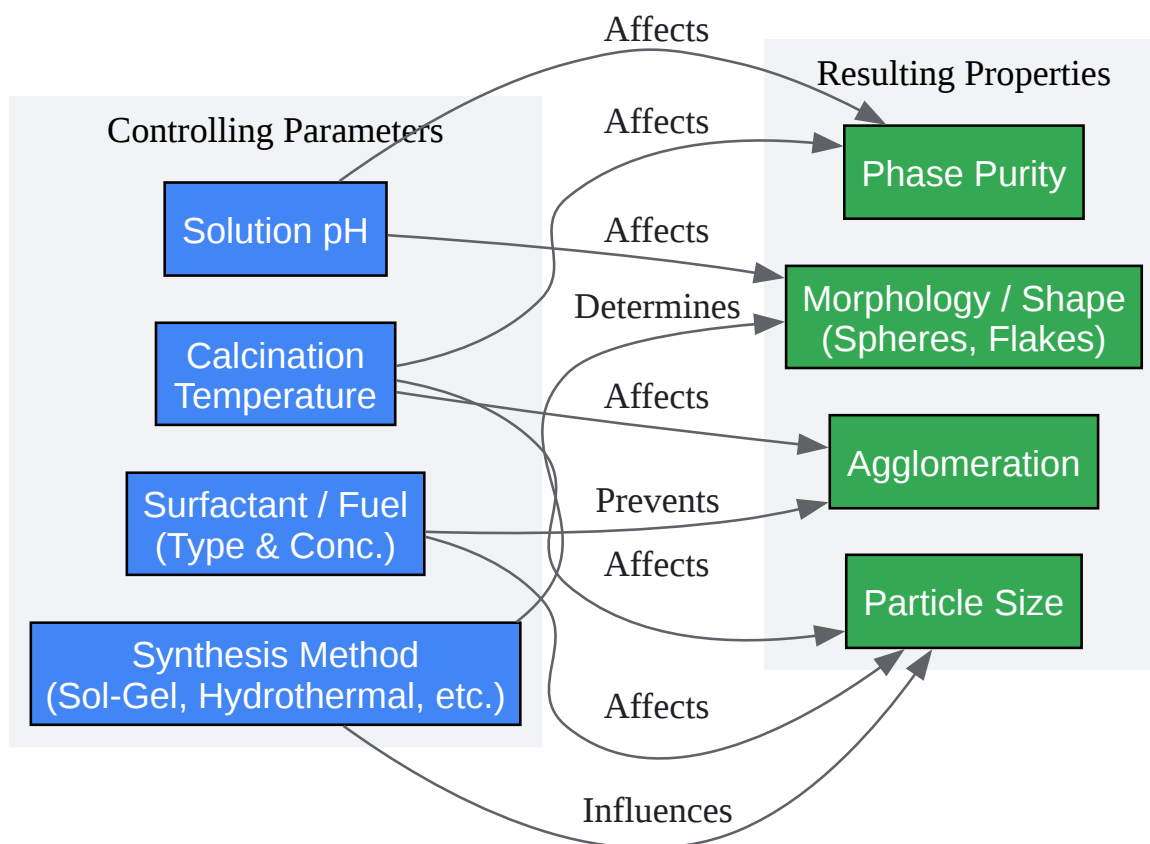 Affects
Resulting Properties
Controlling Parameters
Affects
Phase Purity
Solution pH
Affects
Morphology / Shape
(Spheres, Flakes)
Determines
Calcination
Temperature
Affects
Agglomeration
Surfactant / Fuel
(Type & Conc.)
Prevents
Affects
Particle Size
Synthesis Method
(Sol-Gel, Hydrothermal, etc.)
Affects
Influences